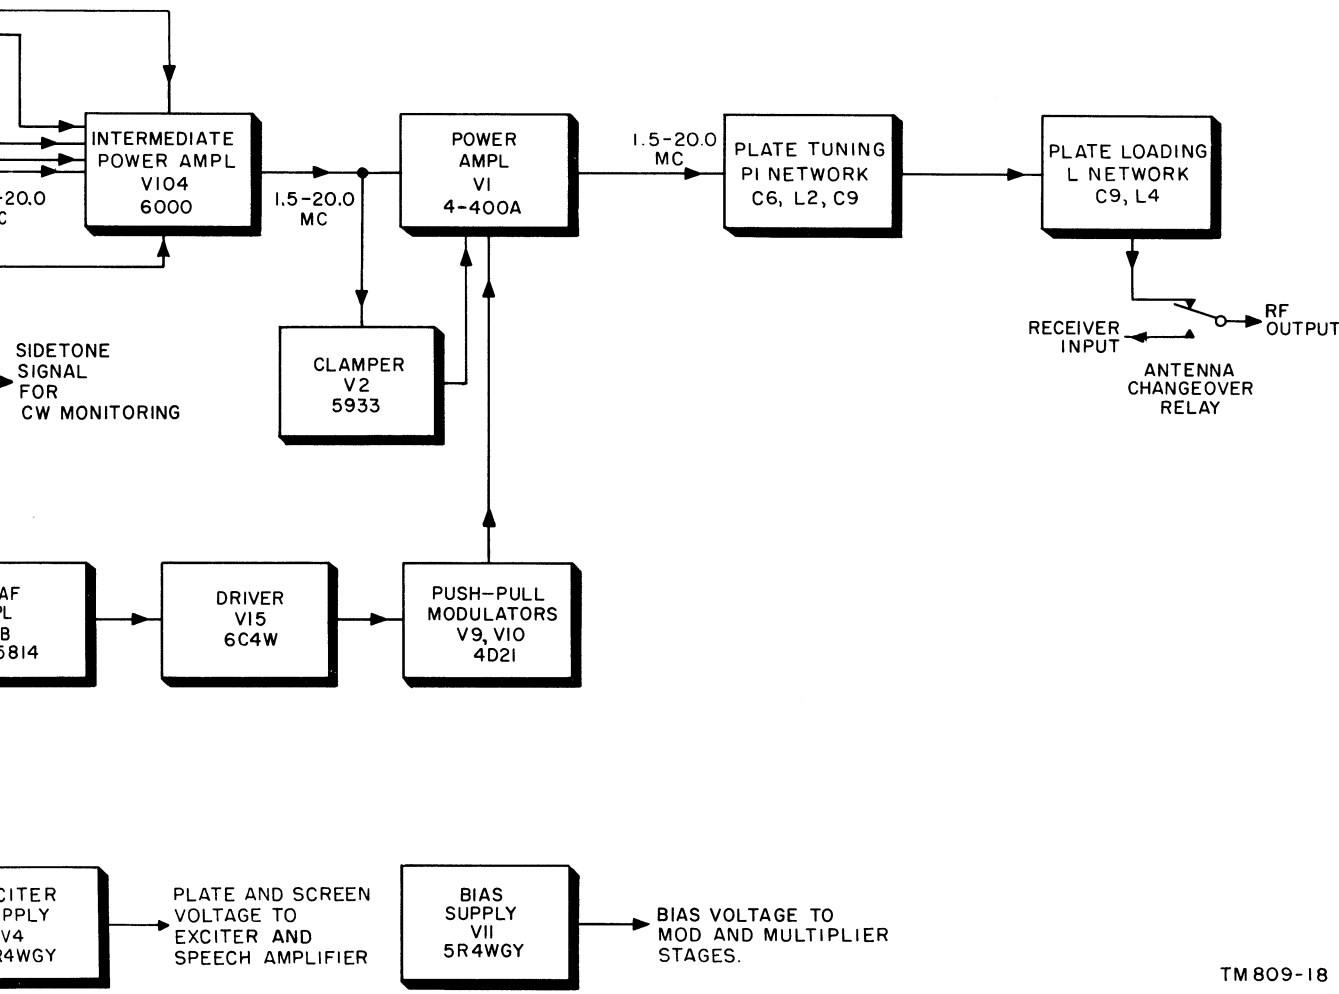 INTERMEDIATE
POWER AMPL
V104
6000
-20.0
C
1.5-20.0
MC
POWER
AMPL
V1
4-400A
1.5-20.0
MC
PLATE TUNING
PI NETWORK
C6, L2, C9
PLATE LOADING
L NETWORK
C9, L4
RF
OUTPUT
RECEIVER
INPUT
ANTENNA
CHANGEOVER
RELAY
SIDETONE
SIGNAL
FOR
CW MONITORING
CLAMPER
V2
5933
AF
PL
B
5814
DRIVER
V15
6C4W
PUSH-PULL
MODULATORS
V9, V10
4D21
CITER
PPLY
V4
R4WGY
PLATE AND SCREEN
VOLTAGE TO
EXCITER AND
SPEECH AMPLIFIER
BIAS
SUPPLY
V11
5R4WGY
BIAS VOLTAGE TO
MOD AND MULTIPLIER
STAGES.
TM809-18